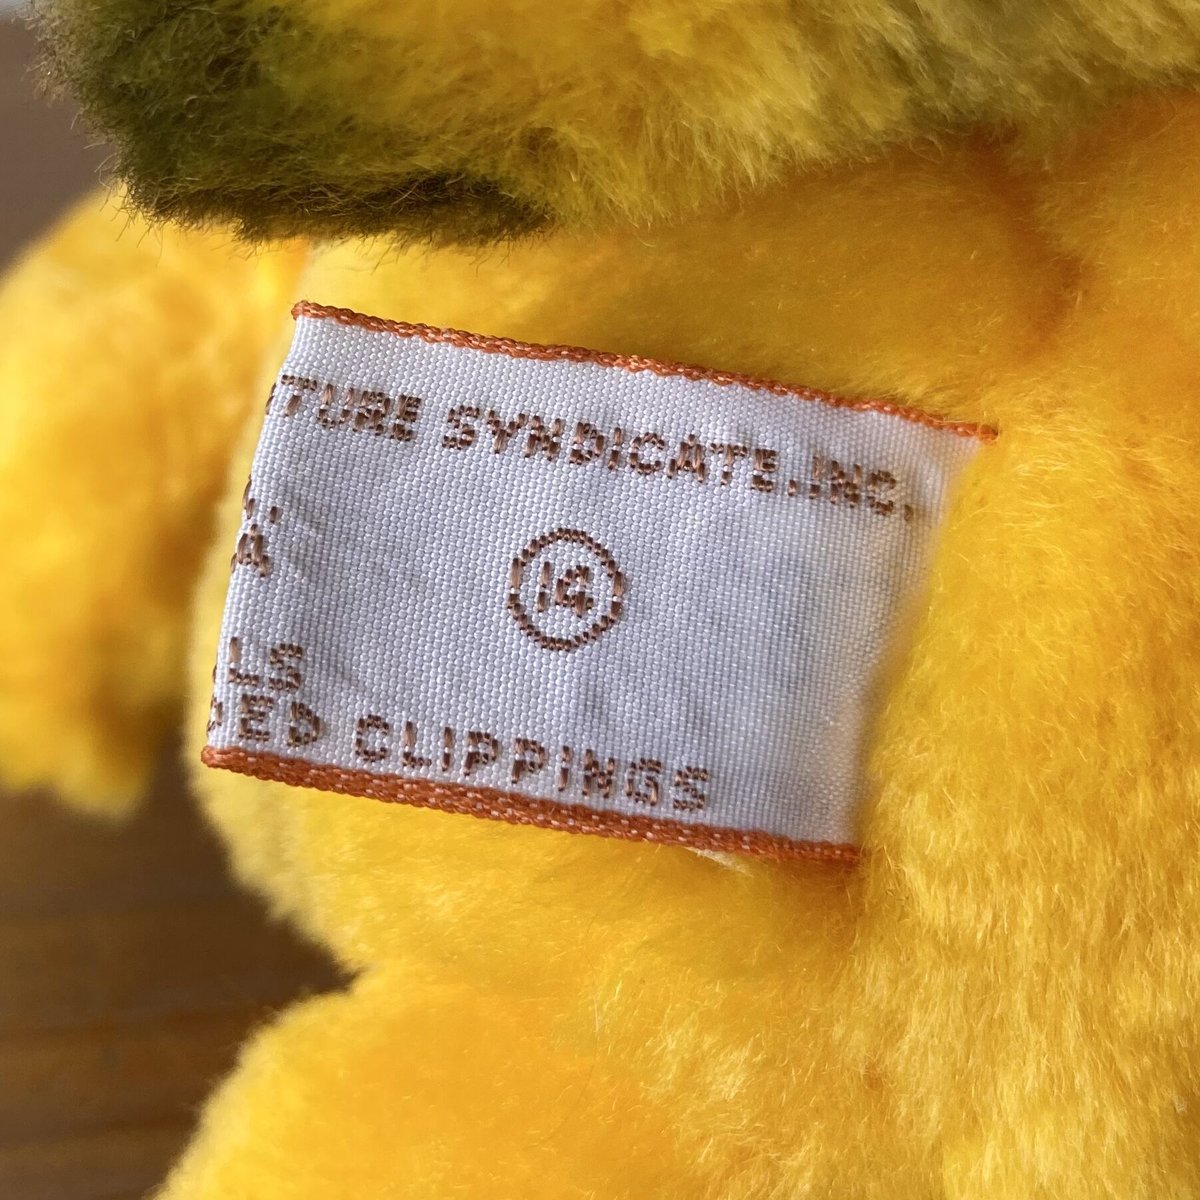 TURE SYNDICATE.INC.
A
14
LS
ED CLIPPINGS